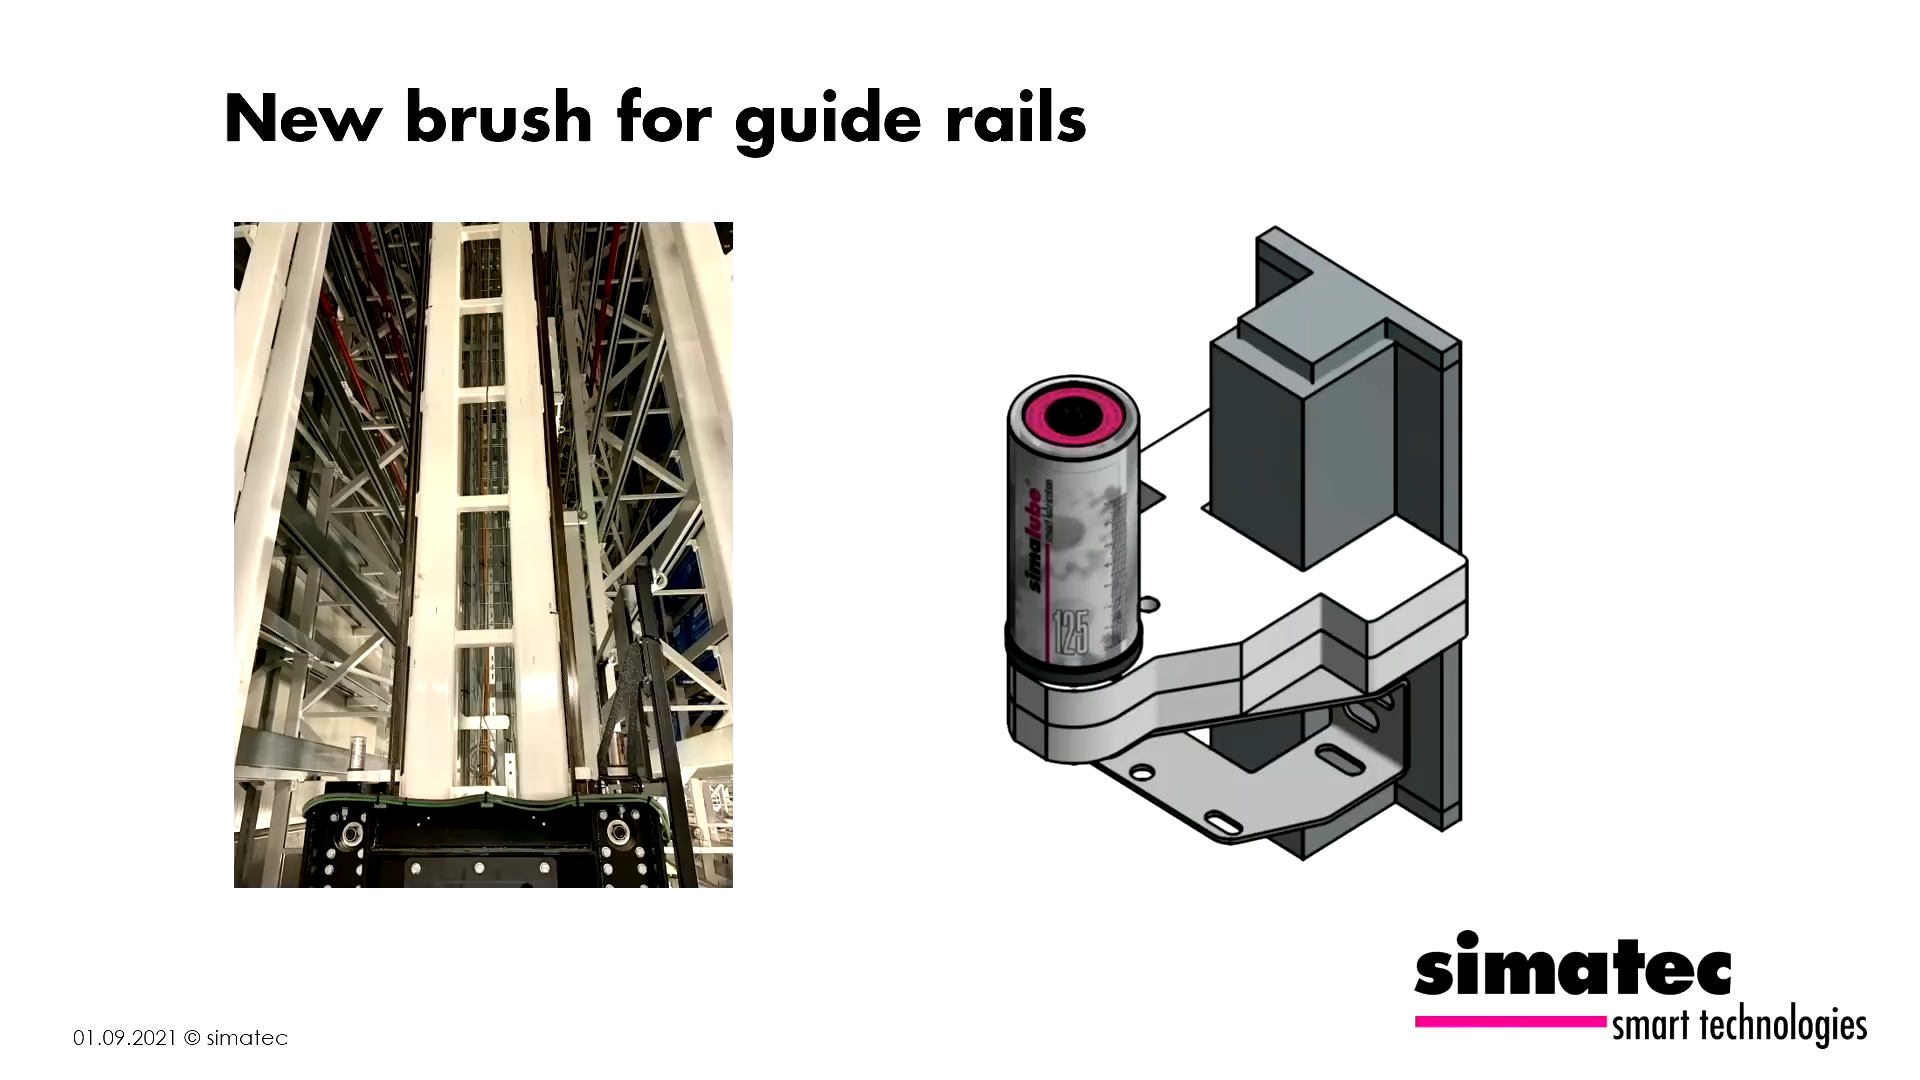 New brush for guide rails
simalube
125
simatec
smart technologies
01.09.2021 © simatec